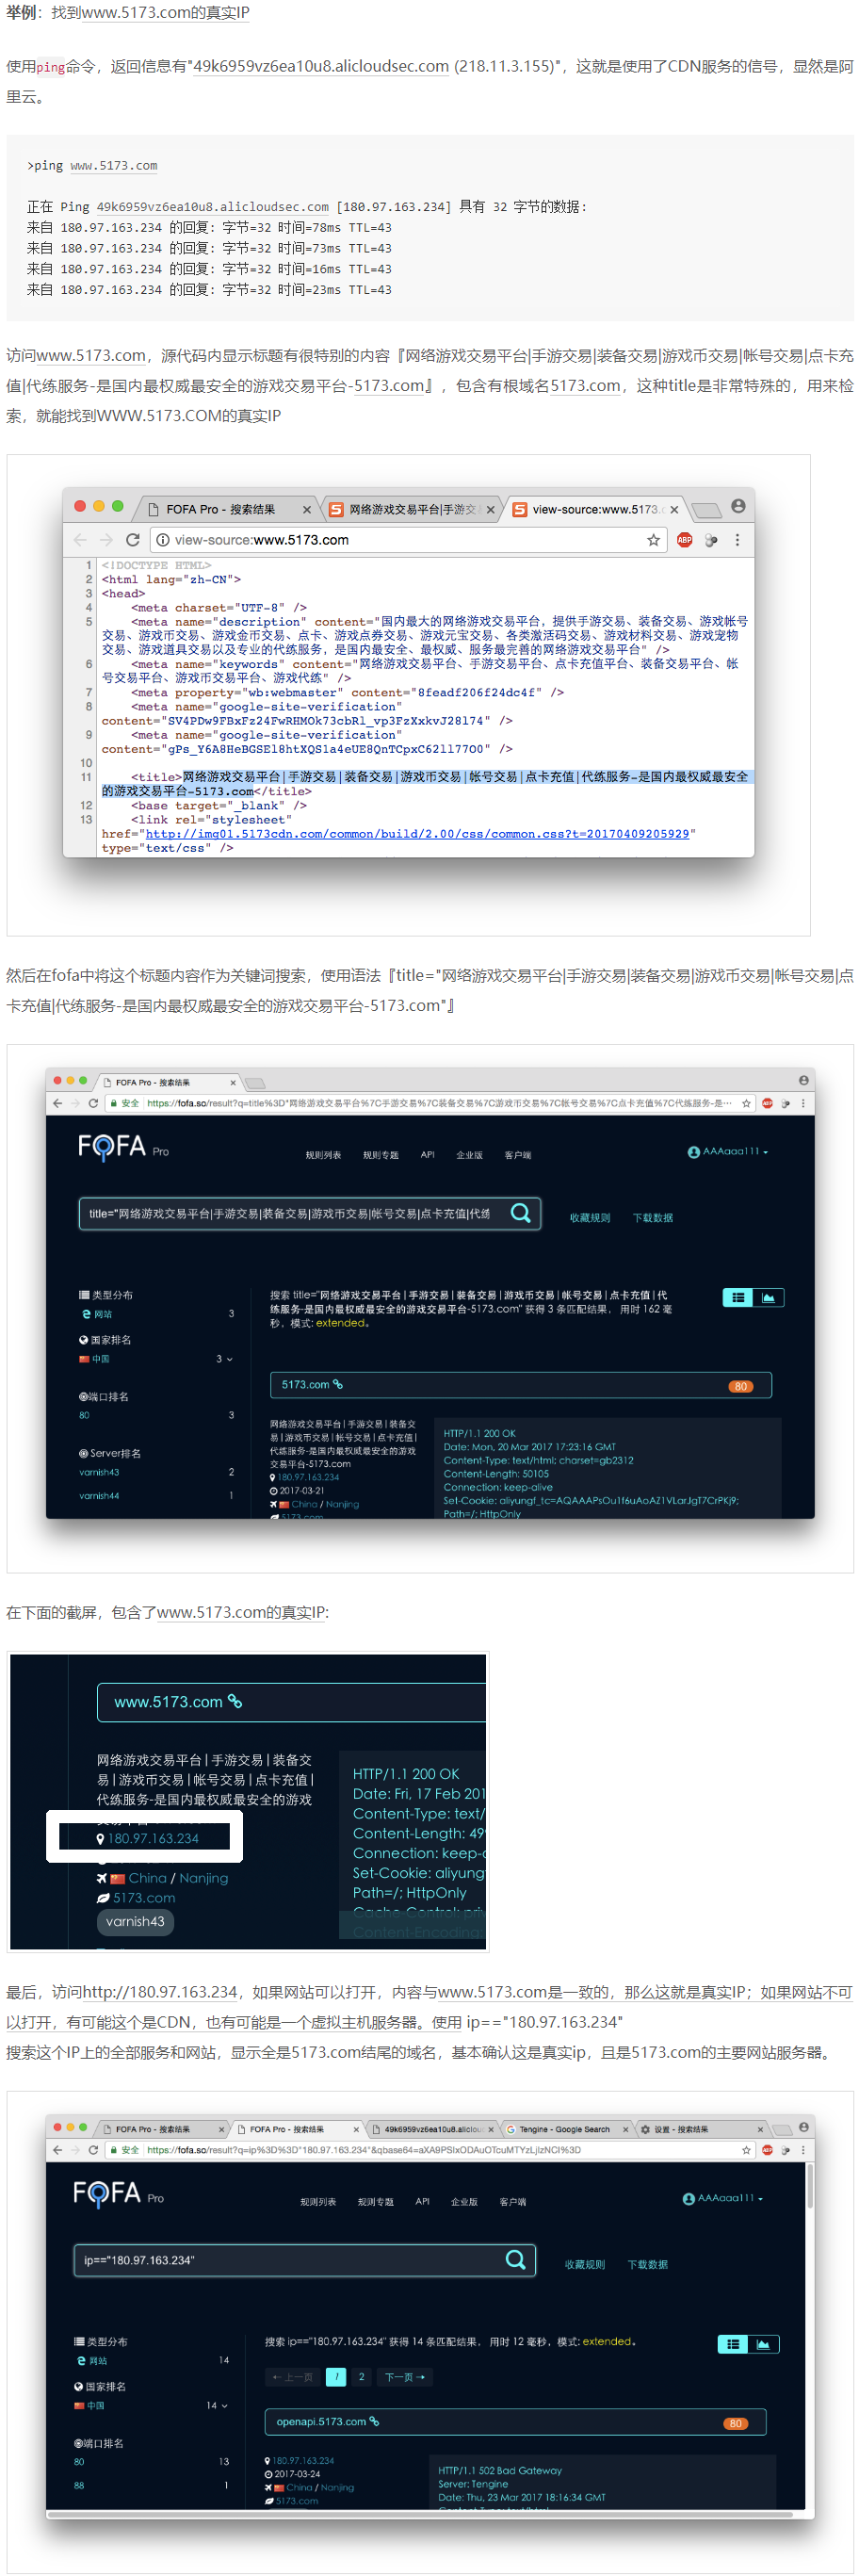 举例：找到www.5173.com的真实IP
使用ping命令，返回信息有"49k6959vz6ea10u8.alicloudsec.com (218.11.3.155)"，这就是使用了CDN服务的信号，显然是阿
里云。
>ping www.5173.com
正在 Ping 49k6959vz6ea10u8.alicloudsec.com [180.97.163.234] 具有 32 字节的数据:
来自 180.97.163.234 的回复: 字节=32 时间=78ms TTL=43
来自 180.97.163.234 的回复: 字节=32 时间=73ms TTL=43
来自 180.97.163.234 的回复: 字节=32 时间=16ms TTL=43
来自 180.97.163.234 的回复: 字节=32 时间=23ms TTL=43
访问www.5173.com，源代码内显示标题有很特别的内容『网络游戏交易平台|手游交易|装备交易|游戏币交易|帐号交易|点卡充
值|代练服务-是国内最权威最安全的游戏交易平台-5173.com』，包含有根域名5173.com，这种title是非常特殊的，用来检
索，就能找到WWW.5173.COM的真实IP
FOFA Pro - 搜索结果 网络游戏交易平台|手游交 view-source:www.5173.c
view-source:www.5173.com
1 <!DOCTYPE HTML>
2 <html lang="zh-CN">
3 <head>
4 <meta charset="UTF-8" />
5 <meta name="description" content="国内最大的网络游戏交易平台，提供手游交易、装备交易、游戏帐号
交易、游戏币交易、游戏金币交易、点卡、游戏点券交易、游戏元宝交易、各类激活码交易、游戏材料交易、游戏宠物
交易、游戏道具交易以及专业的代练服务，是国内最安全、最权威、服务最完善的网络游戏交易平台" />
6 <meta name="keywords" content="网络游戏交易平台、手游交易平台、点卡充值平台、装备交易平台、帐
号交易平台、游戏币交易平台、游戏代练" />
7 <meta property="wb:webmaster" content="8feadf206f24dc4f" />
8 <meta name="google-site-verification"
content="SV4PDw9FBxFz24FwRHMOk73cbRl_vp3FzXxkvJ28l74" />
9 <meta name="google-site-verification"
content="gPs_Y6A8HeBGSEl8htXQS1a4eUE8QnTCpxC62ll77O0" />
10
11 <title>网络游戏交易平台|手游交易|装备交易|游戏币交易|帐号交易|点卡充值|代练服务-是国内最权威最安全
的游戏交易平台-5173.com</title>
12 <base target="_blank" />
13 <link rel="stylesheet"
href="http://img01.5173cdn.com/common/build/2.00/css/common.css?t=20170409205929"
type="text/css" />
然后在fofa中将这个标题内容作为关键词搜索，使用语法『title="网络游戏交易平台|手游交易|装备交易|游戏币交易|帐号交易|点
卡充值|代练服务-是国内最权威最安全的游戏交易平台-5173.com"』
FOFA Pro - 搜索结果
安全 https://fofa.so/result?q=title%3D"网络游戏交易平台%7C手游交易%7C装备交易%7C游戏币交易%7C帐号交易%7C点卡充值%7C代练服务-是...
FOFA Pro 规则列表 规则专题 API 企业版 客户端 AAAaaa111
title="网络游戏交易平台|手游交易|装备交易|游戏币交易|帐号交易|点卡充值|代练 收藏规则 下载数据
类型分布
网站 3
国家排名
中国 3
端口排名
80 3
Server排名
varnish43 2
varnish44 1
搜索 title="网络游戏交易平台 | 手游交易 | 装备交易 | 游戏币交易 | 帐号交易 | 点卡充值 | 代
练服务-是国内最权威最安全的游戏交易平台-5173.com" 获得 3 条匹配结果， 用时 162 毫
秒，模式: extended。
5173.com 80
网络游戏交易平台 | 手游交易 | 装备交
易 | 游戏币交易 | 帐号交易 | 点卡充值 |
代练服务-是国内最权威最安全的游戏
交易平台-5173.com
180.97.163.234
2017-03-21
China / Nanjing
5173.com
HTTP/1.1 200 OK
Date: Mon, 20 Mar 2017 17:23:16 GMT
Content-Type: text/html; charset=gb2312
Content-Length: 50105
Connection: keep-alive
Set-Cookie: aliyungf_tc=AQAAAPsOu1f6uAoAZ1VLarJgT7CrPKj9;
Path=/; HttpOnly
在下面的截屏，包含了www.5173.com的真实IP:
www.5173.com
网络游戏交易平台 | 手游交易 | 装备交
易 | 游戏币交易 | 帐号交易 | 点卡充值 |
代练服务-是国内最权威最安全的游戏
180.97.163.234
China / Nanjing
5173.com
varnish43
HTTP/1.1 200 OK
Date: Fri, 17 Feb 201
Content-Type: text/
Content-Length: 49
Connection: keep-
Set-Cookie: aliyung
Path=/; HttpOnly
Cache-Control: priv
Content-Encoding:
最后，访问http://180.97.163.234，如果网站可以打开，内容与www.5173.com是一致的，那么这就是真实IP；如果网站不可
以打开，有可能这个是CDN，也有可能是一个虚拟主机服务器。使用 ip=="180.97.163.234"
搜索这个IP上的全部服务和网站，显示全是5173.com结尾的域名，基本确认这是真实ip，且是5173.com的主要网站服务器。
FOFA Pro - 搜索结果 FOFA Pro - 搜索结果 49k6959vz6ea10u8.aliclou Tengine - Google Search 设置 - 搜索结果
安全 https://fofa.so/result?q=ip%3D%3D"180.97.163.234"&qbase64=aXA9PSIxODAuOTcuMTYzLjIzNCI%3D
FOFA Pro 规则列表 规则专题 API 企业版 客户端 AAAaaa111
ip=="180.97.163.234" 收藏规则 下载数据
类型分布
网站 14
国家排名
中国 14
端口排名
80 13
88 1
搜索 ip=="180.97.163.234" 获得 14 条匹配结果， 用时 12 毫秒，模式: extended。
← 上一页 1 2 下一页 →
openapi.5173.com 80
180.97.163.234
2017-03-24
China / Nanjing
5173.com
HTTP/1.1 502 Bad Gateway
Server: Tengine
Date: Thu, 23 Mar 2017 18:16:34 GMT